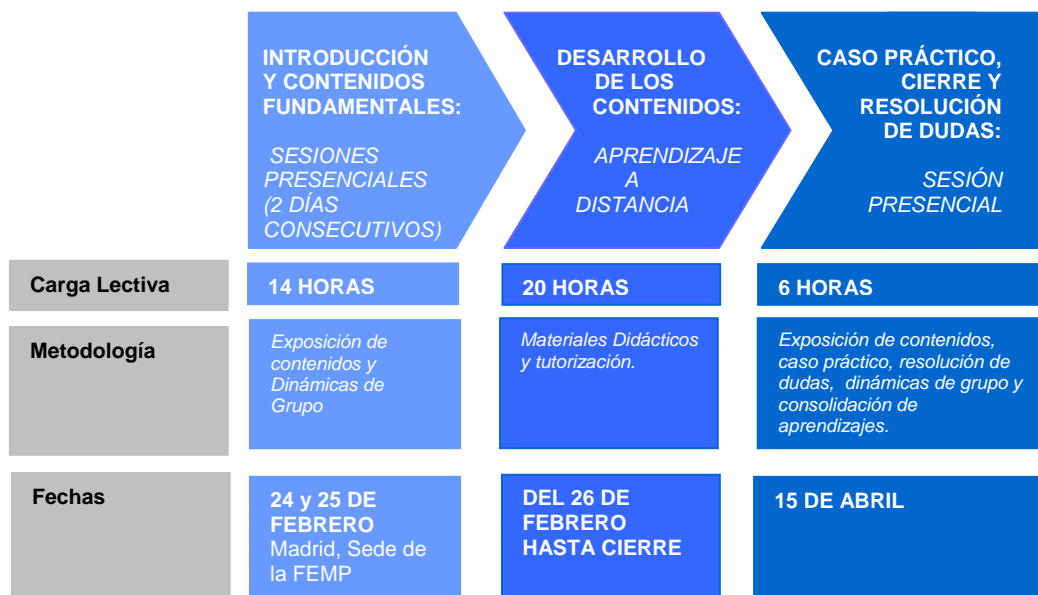 INTRODUCCIÓN
Y CONTENIDOS
FUNDAMENTALES:
SESIONES
PRESENCIALES
(2 DÍAS
CONSECUTIVOS)
DESARROLLO
DE LOS
CONTENIDOS:
APRENDIZAJE
A
DISTANCIA
CASO PRÁCTICO,
CIERRE Y
RESOLUCIÓN
DE DUDAS:
SESIÓN
PRESENCIAL
Carga Lectiva
14 HORAS
20 HORAS
6 HORAS
Metodología
Exposición de
contenidos y
Dinámicas de
Grupo
Materiales Didácticos
y tutorización.
Exposición de contenidos,
caso práctico, resolución de
dudas, dinámicas de grupo y
consolidación de
aprendizajes.
Fechas
24 y 25 DE
FEBRERO
Madrid, Sede de
la FEMP
DEL 26 DE
FEBRERO
HASTA CIERRE
15 DE ABRIL